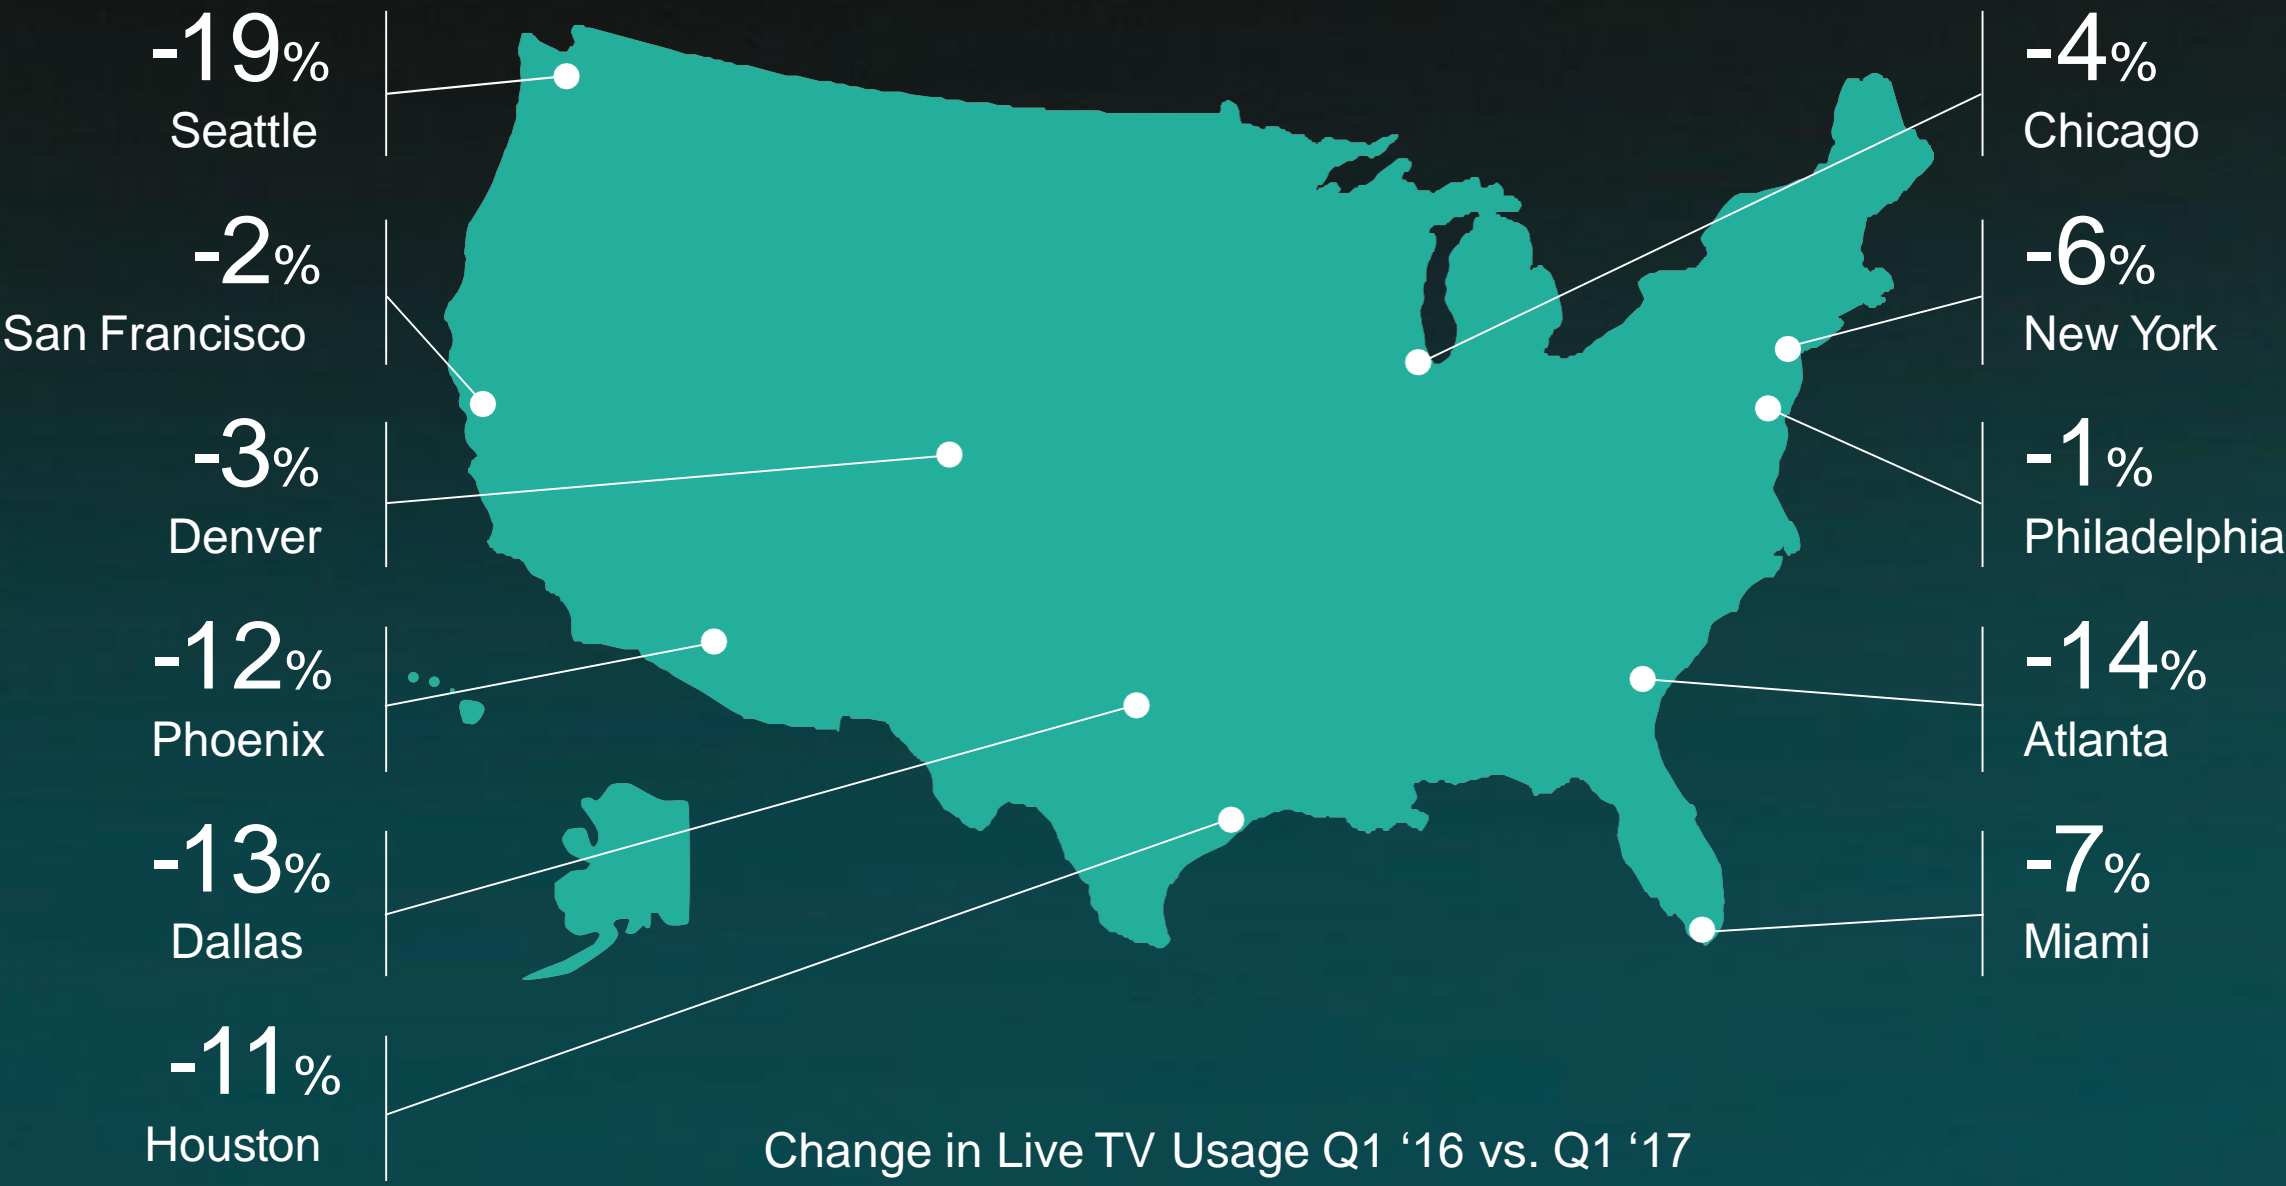 -19%
Seattle
-2%
San Francisco
-3%
Denver
-12%
Phoenix
-13%
Dallas
-11%
Houston
-4%
Chicago
-6%
New York
-1%
Philadelphia
-14%
Atlanta
-7%
Miami
Change in Live TV Usage Q1 ‘16 vs. Q1 ‘17